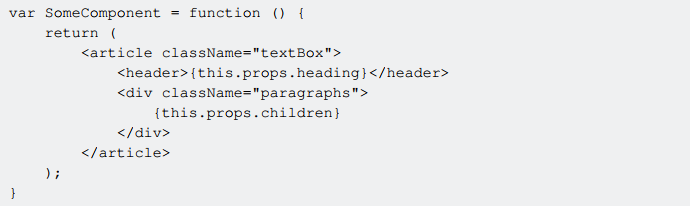 var SomeComponent = function () {
    return (
        <article className="textBox">
            <header>{this.props.heading}</header>
            <div className="paragraphs">
                {this.props.children}
            </div>
        </article>
    );
}